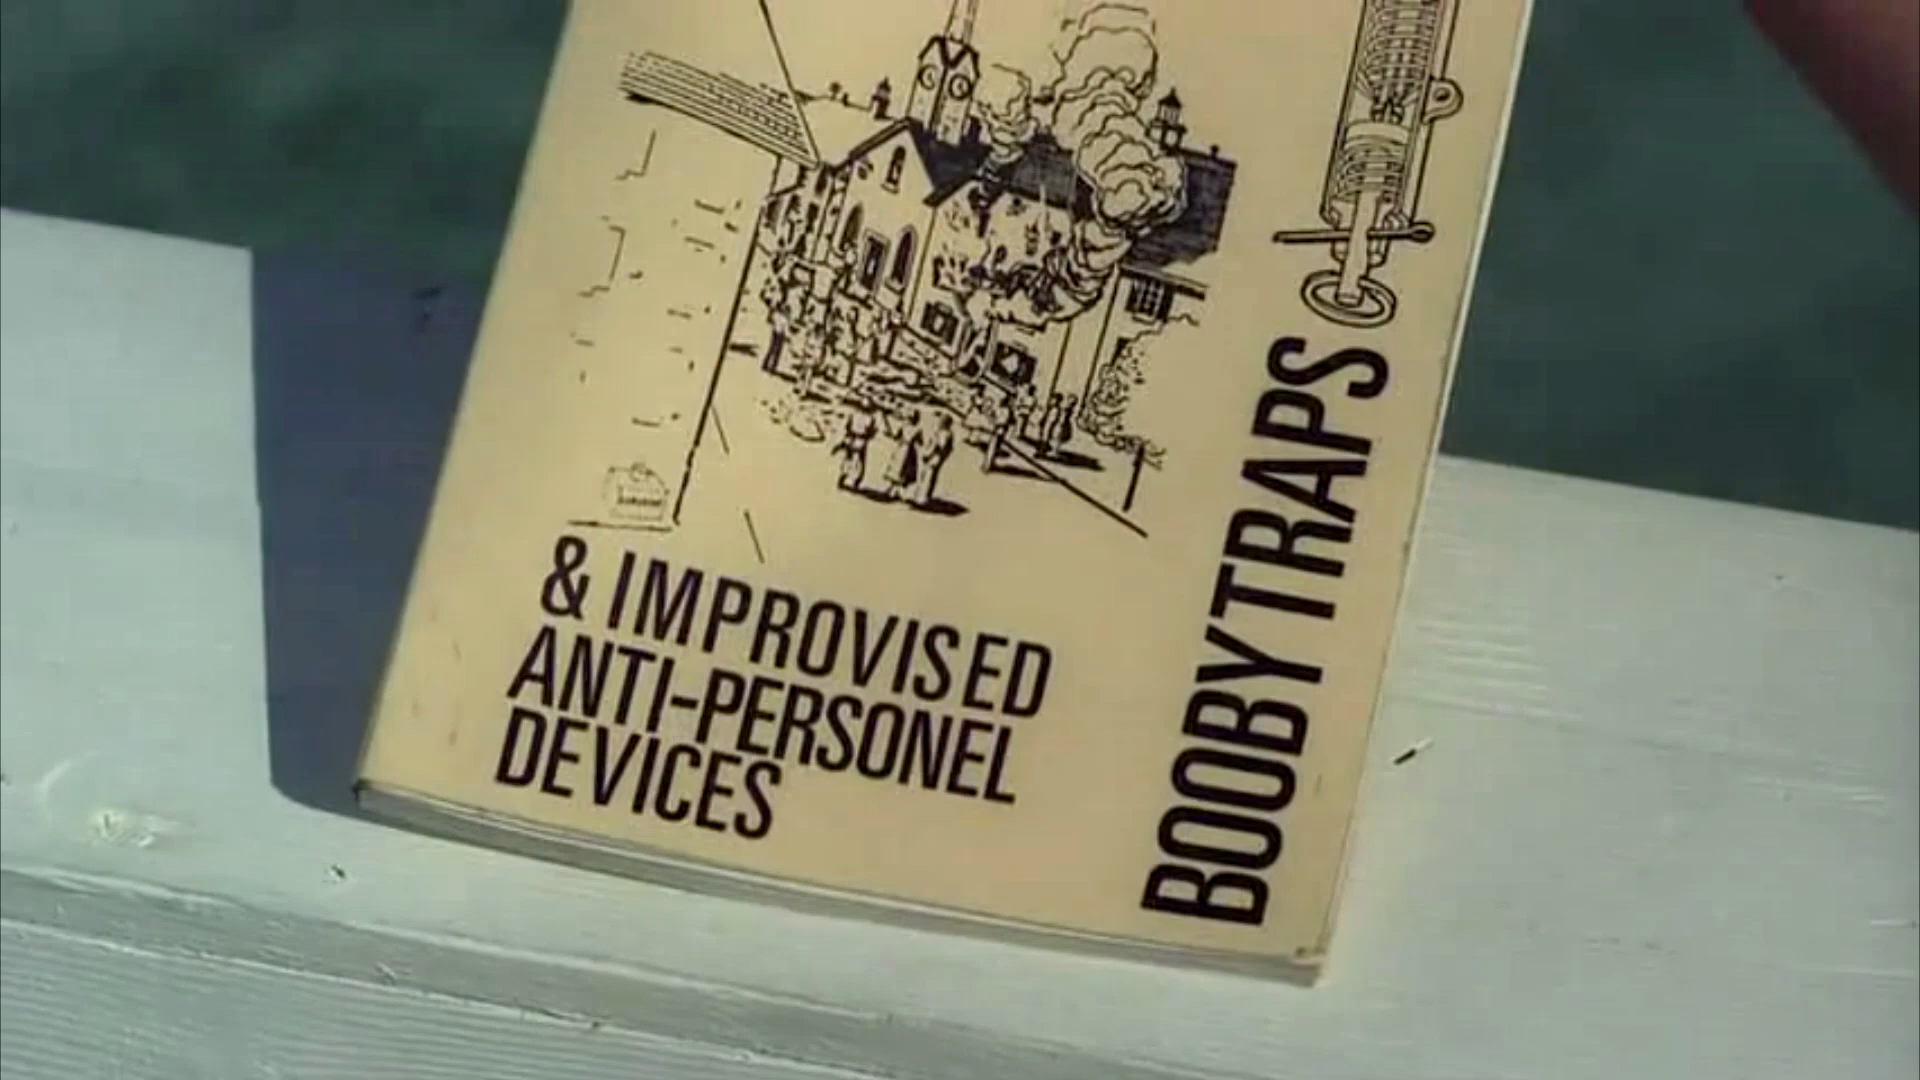 BOOBYTRAPS
& IMPROVISED
ANTI-PERSONEL
DEVICES